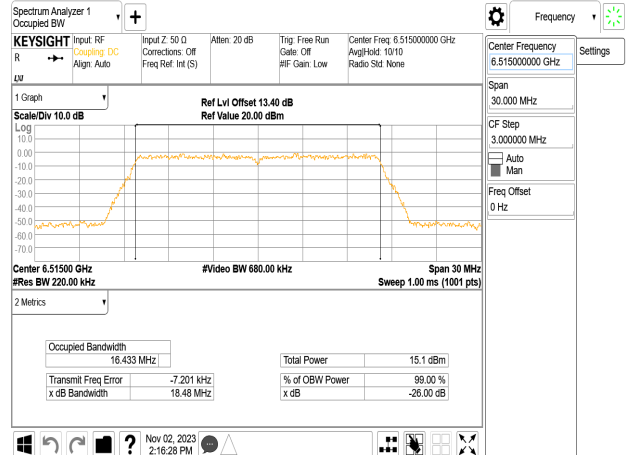 Spectrum Analyzer 1
Occupied BW
KEYSIGHT
R
Input: RF
Coupling: DC
Align: Auto
Input Z: 50 Ω
Corrections: Off
Freq Ref: Int (S)
Atten: 20 dB
Trig: Free Run
Gate: Off
#IF Gain: Low
Center Freq: 6.515000000 GHz
Avg|Hold: 10/10
Radio Std: None
1 Graph
Scale/Div 10.0 dB
Ref Lvl Offset 13.40 dB
Ref Value 20.00 dBm
Log
10.0
0.00
-10.0
-20.0
-30.0
-40.0
-50.0
-60.0
-70.0
Center 6.51500 GHz
#Res BW 220.00 kHz
#Video BW 680.00 kHz
Span 30 MHz
Sweep 1.00 ms (1001 pts)
2 Metrics
Occupied Bandwidth
16.433 MHz
Transmit Freq Error -7.201 kHz
x dB Bandwidth 18.48 MHz
Total Power 15.1 dBm
% of OBW Power 99.00 %
x dB -26.00 dB
Nov 02, 2023
2:16:28 PM
Frequency
Center Frequency
6.515000000 GHz
Span
30.000 MHz
CF Step
3.000000 MHz
Auto
Man
Freq Offset
0 Hz
Settings